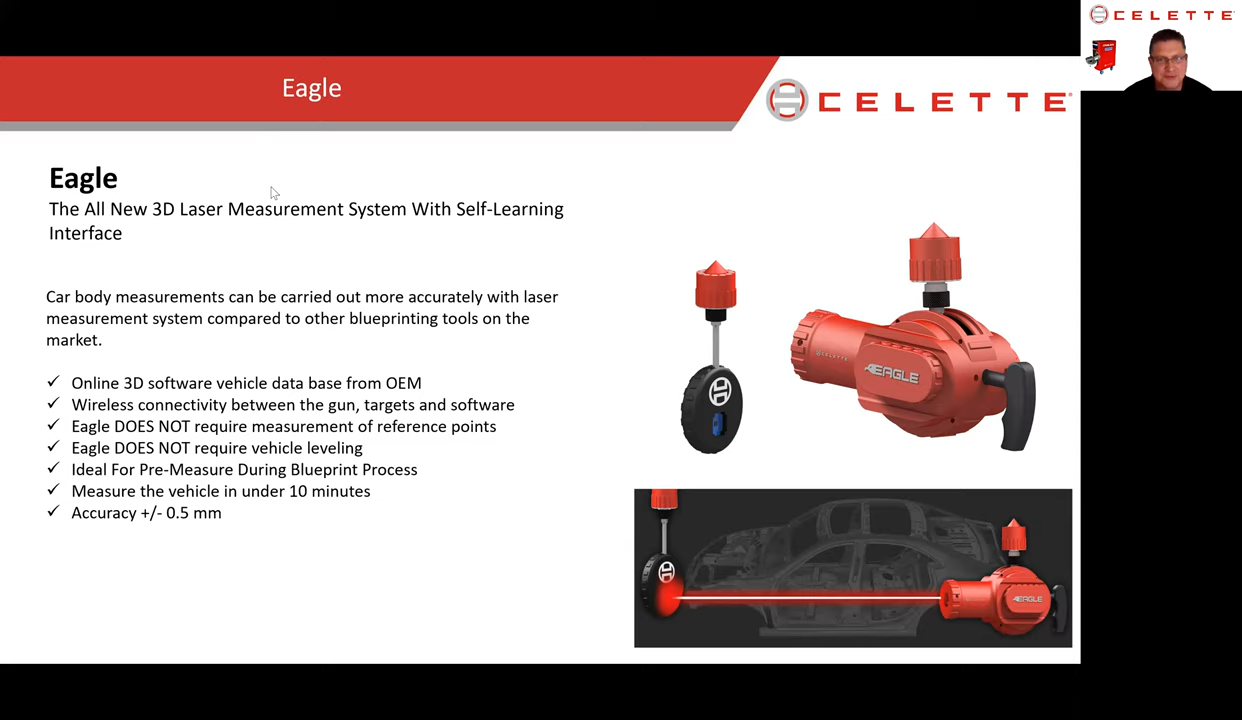 CELETTE
Eagle
CELETTE
Eagle
The All New 3D Laser Measurement System With Self-Learning
Interface
Car body measurements can be carried out more accurately with laser
measurement system compared to other blueprinting tools on the
market.
✓ Online 3D software vehicle data base from OEM
✓ Wireless connectivity between the gun, targets and software
✓ Eagle DOES NOT require measurement of reference points
✓ Eagle DOES NOT require vehicle leveling
✓ Ideal For Pre-Measure During Blueprint Process
✓ Measure the vehicle in under 10 minutes
✓ Accuracy +/- 0.5 mm
CELETTE
EAGLE
EAGLE